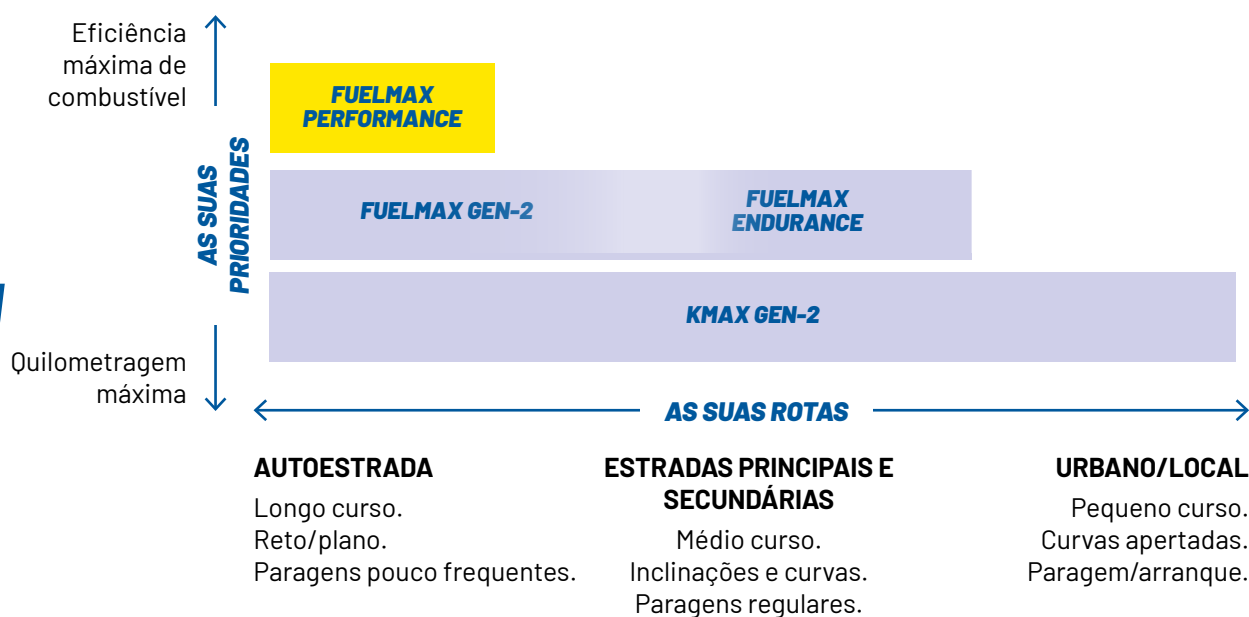 Eficiência
máxima de
combustível
FUELMAX
PERFORMANCE
AS SUAS
PRIORIDADES
FUELMAX GEN-2
FUELMAX
ENDURANCE
KMAX GEN-2
Quilometragem
máxima
AS SUAS ROTAS
AUTOESTRADA
Longo curso.
Reto/plano.
Paragens pouco frequentes.
ESTRADAS PRINCIPAIS E
SECUNDÁRIAS
Médio curso.
Inclinações e curvas.
Paragens regulares.
URBANO/LOCAL
Pequeno curso.
Curvas apertadas.
Paragem/arranque.